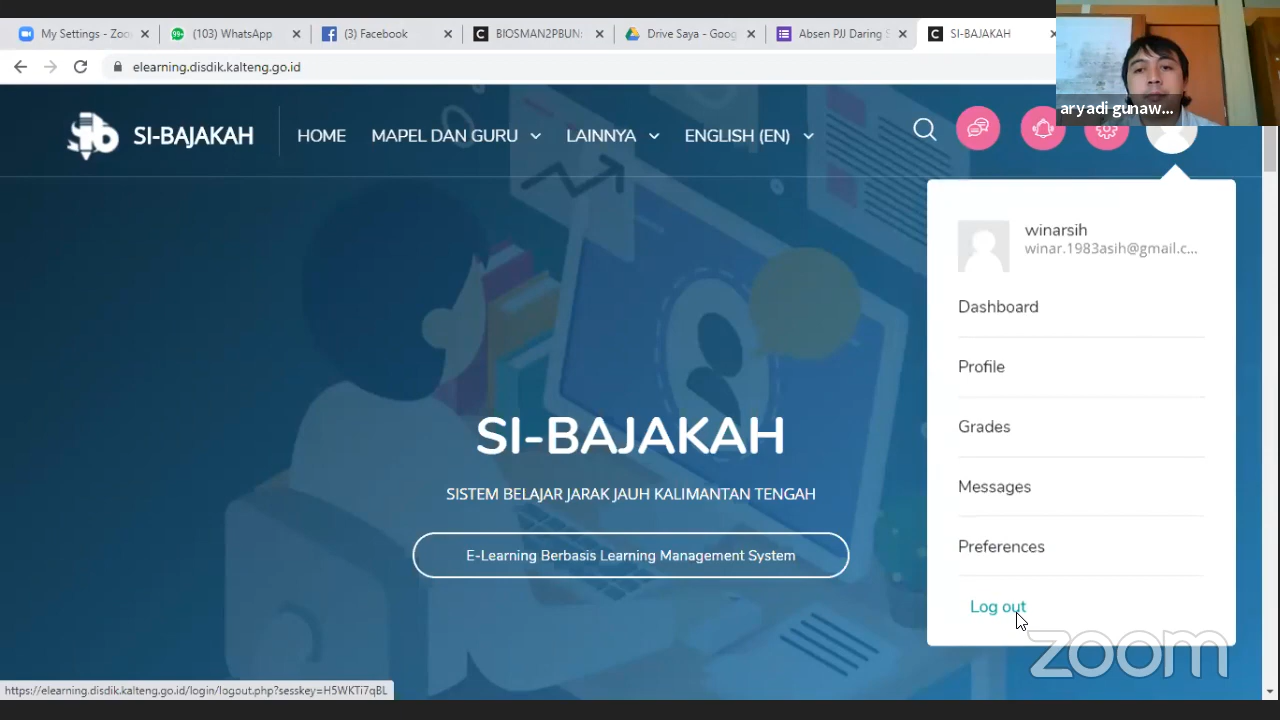 My Settings - Zoo
(103) WhatsApp
(3) Facebook
BIOSMAN2PBUN:
Drive Saya - Goog
Absen PJJ Daring S
SI-BAJAKAH
elearning.disdik.kalteng.go.id
aryadi gunaw...
SI-BAJAKAH
HOME
MAPEL DAN GURU
LAINNYA
ENGLISH (EN)
winarsih
winar.1983asih@gmail.c...
Dashboard
Profile
Grades
Messages
Preferences
Log out
SI-BAJAKAH
SISTEM BELAJAR JARAK JAUH KALIMANTAN TENGAH
E-Learning Berbasis Learning Management System
zoom
https://elearning.disdik.kalteng.go.id/login/logout.php?sesskey=H5WKTi7qBL